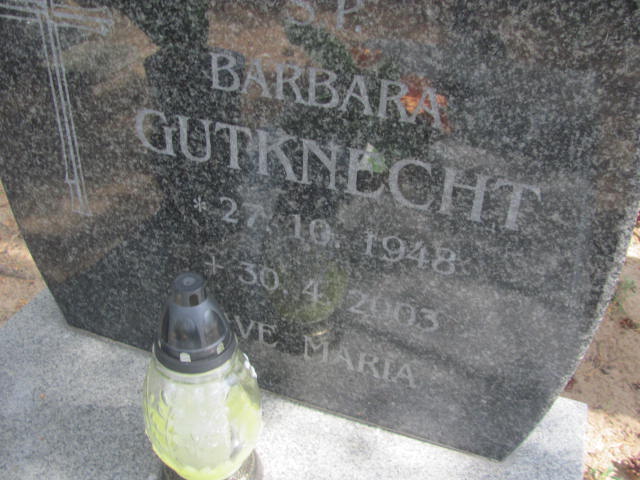 Ś.P.
BARBARA
GUTKNECHT
* 27. 10. 1948
+ 30. 4. 2003
AVE MARIA